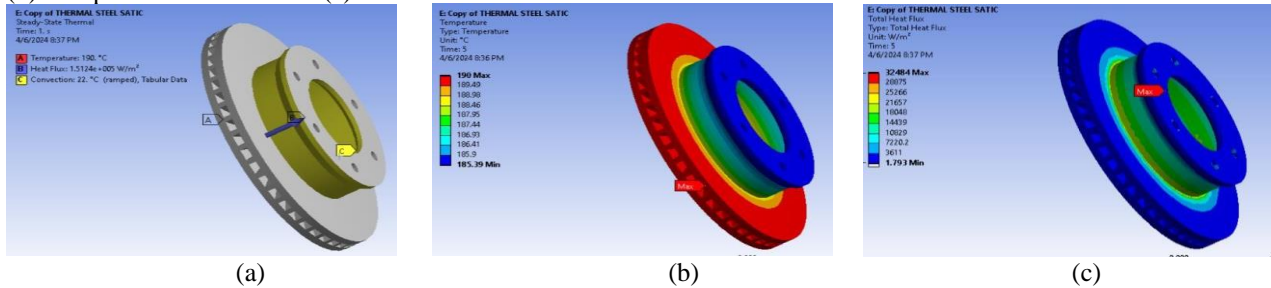 E: Copy of THERMAL STEEL SATIC
Steady-State Thermal
Time: 1. s
4/6/2024 8:37 PM
A Temperature: 190. °C
B Heat Flux: 1.5124e+005 W/m²
C Convection: 22. °C (ramped), Tabular Data
A
B
C
(a)
E: Copy of THERMAL STEEL SATIC
Temperature
Type: Temperature
Unit: °C
Time: 5
4/6/2024 8:36 PM
190 Max
189.49
188.98
188.46
187.95
187.44
186.93
186.41
185.9
185.39 Min
Max
(b)
E: Copy of THERMAL STEEL SATIC
Total Heat Flux
Type: Total Heat Flux
Unit: W/m²
Time: 5
4/6/2024 8:37 PM
32484 Max
28875
25266
21657
18048
14439
10829
7220.2
3611
1.793 Min
Max
(c)